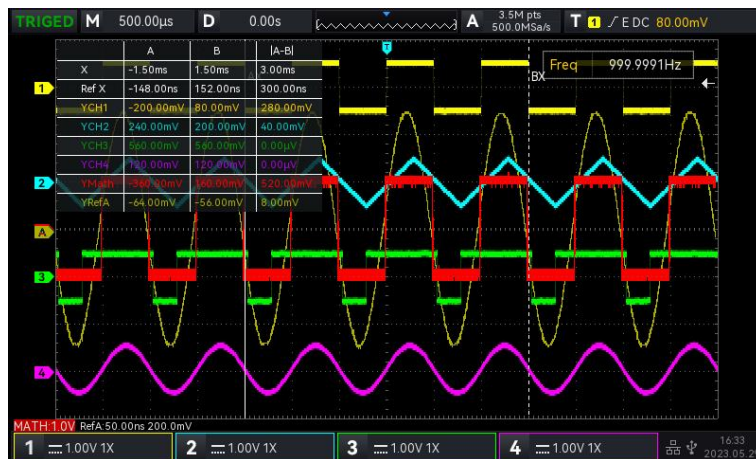 TRIGED M 500.00μs D 0.00s A 3.5M pts 500.0MSa/s T 1 E DC 80.00mV
T
A B |A-B|
X -1.50ms 1.50ms 3.00ms
Ref X -148.00ns 152.00ns 300.00ns
YCH1 -200.00mV 80.00mV 280.00mV
YCH2 240.00mV 200.00mV 40.00mV
YCH3 560.00mV 560.00mV 0.00μV
YCH4 120.00mV 120.00mV 0.00μV
YMath -360.00mV 160.00mV 520.00mV
YRefA -64.00mV -56.00mV 8.00mV
Freq 999.9991Hz
BX
1
2
A
3
4
MATH:1.0V RefA:50.00ns 200.0mV
1 1.00V 1X
2 1.00V 1X
3 1.00V 1X
4 1.00V 1X
16:33